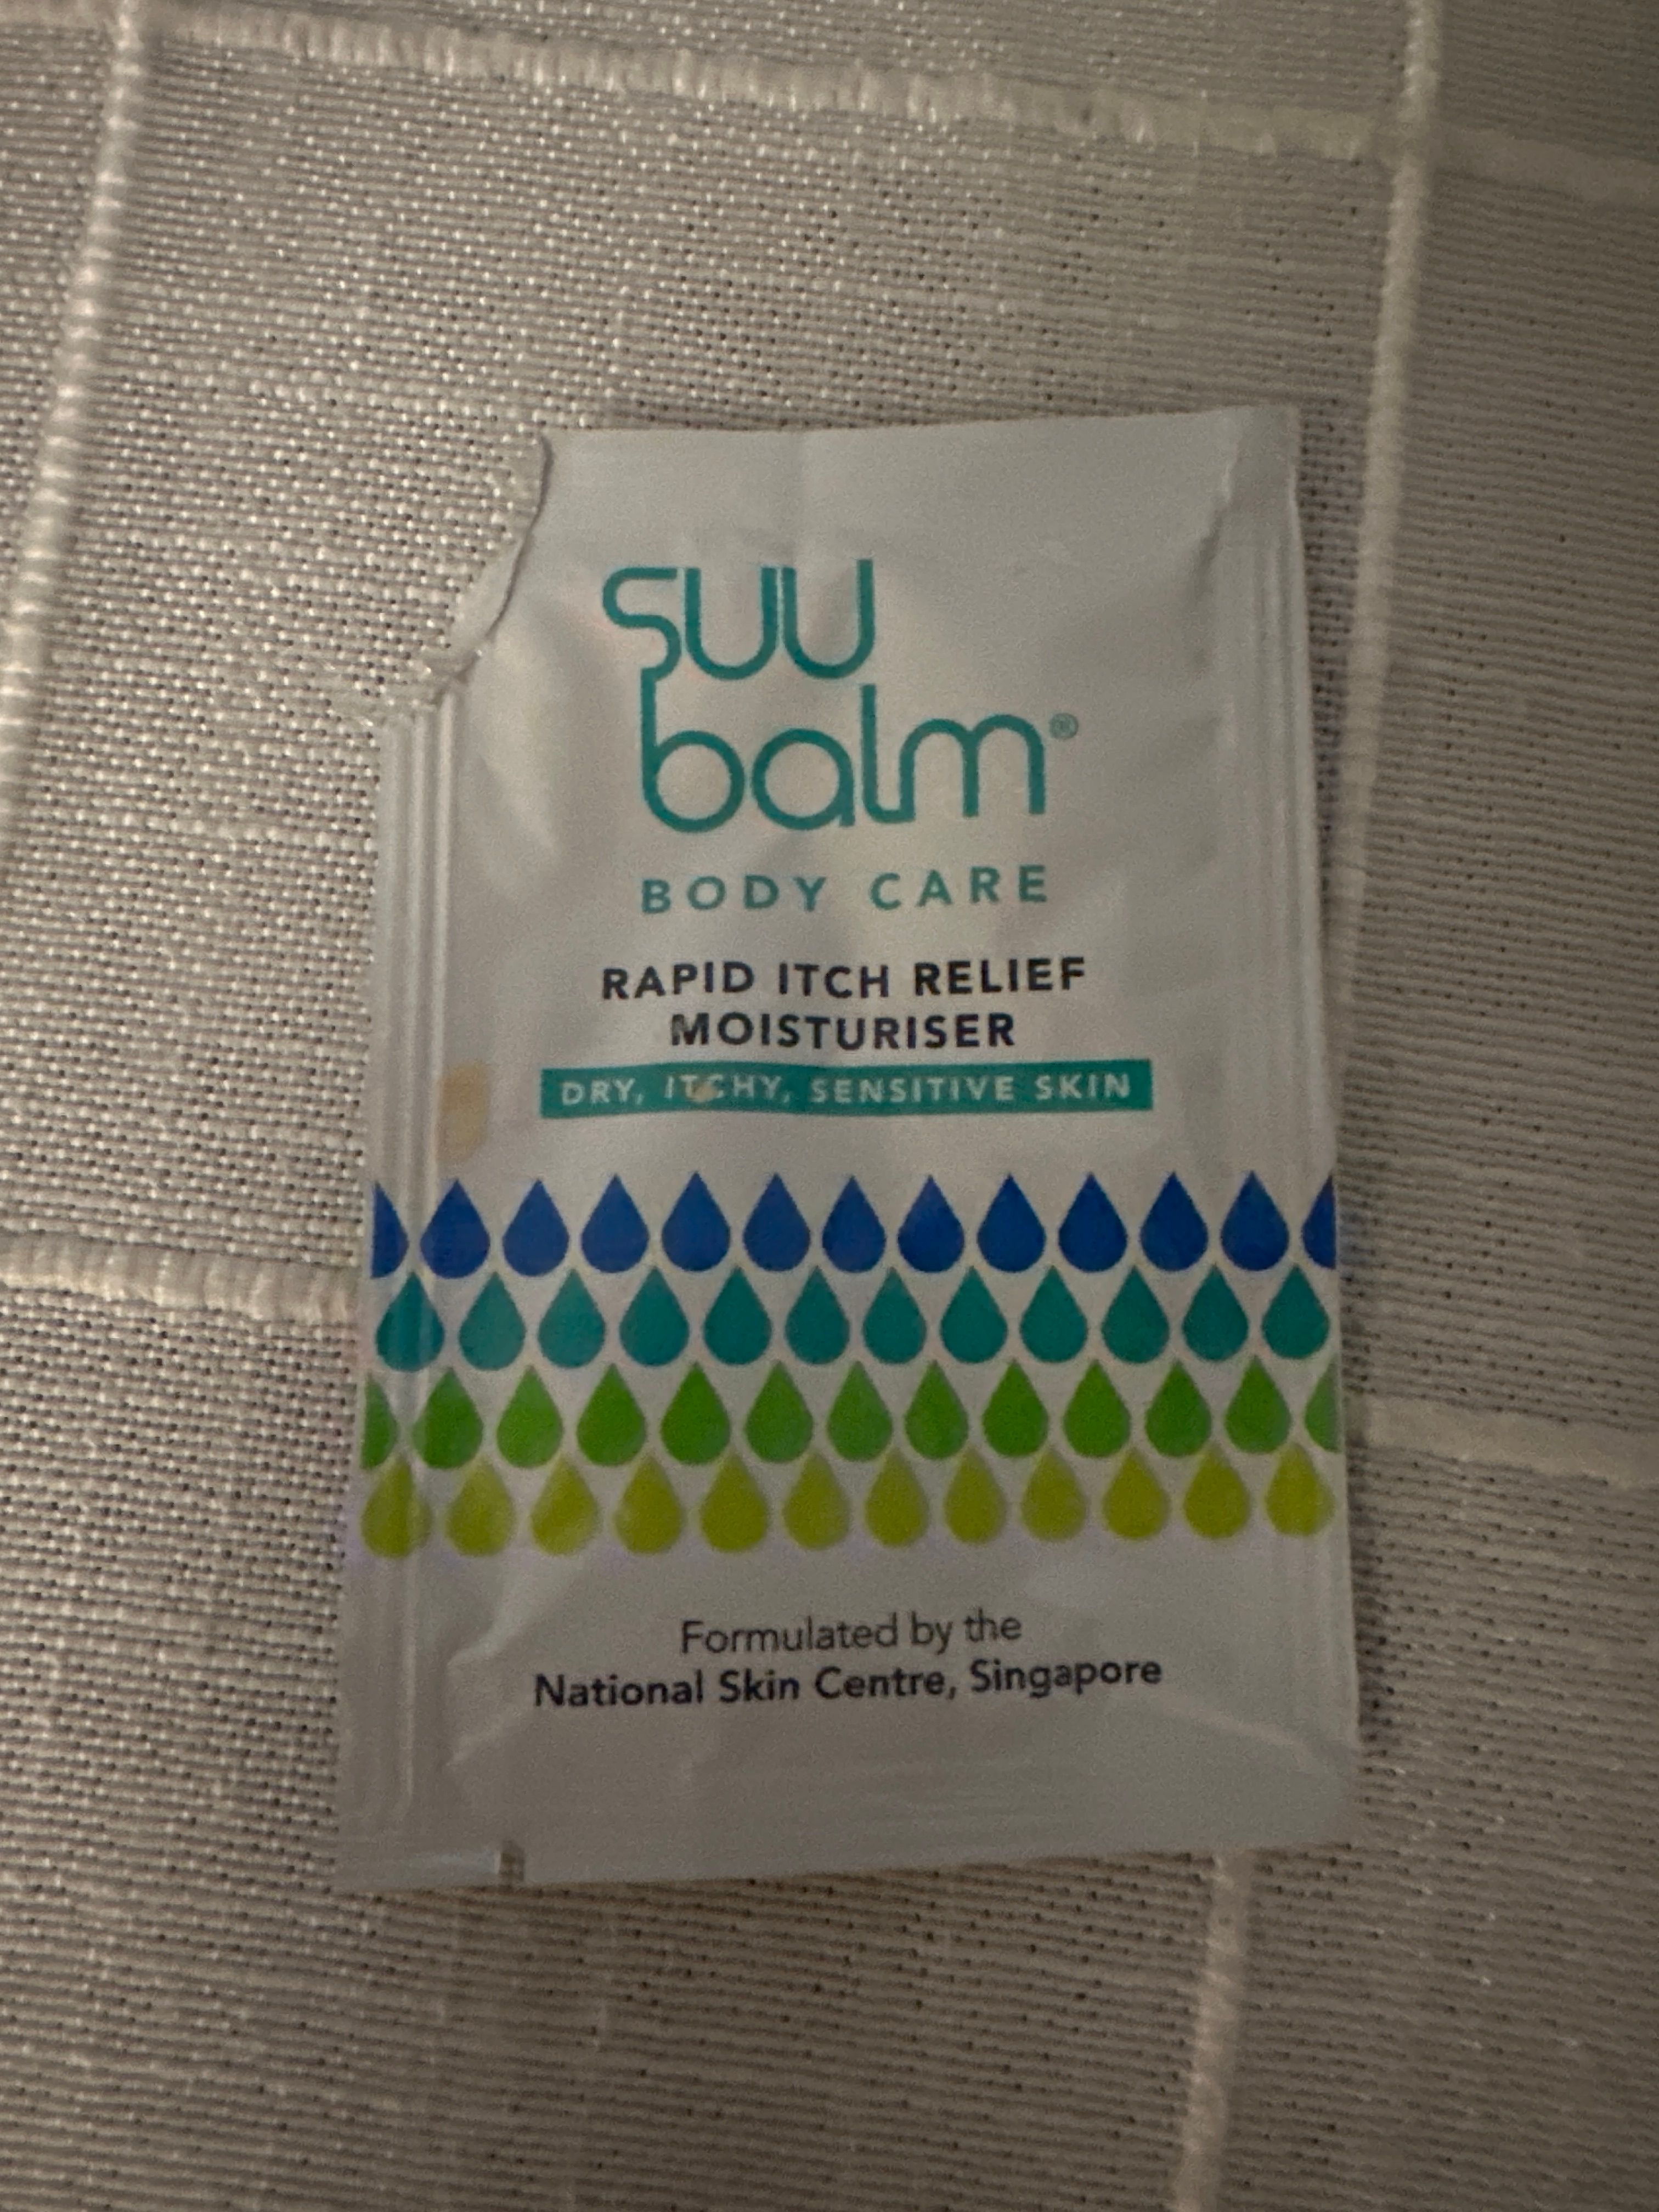 suu
balm®
BODY CARE
RAPID ITCH RELIEF
MOISTURISER
DRY, ITCHY, SENSITIVE SKIN
Formulated by the
National Skin Centre, Singapore